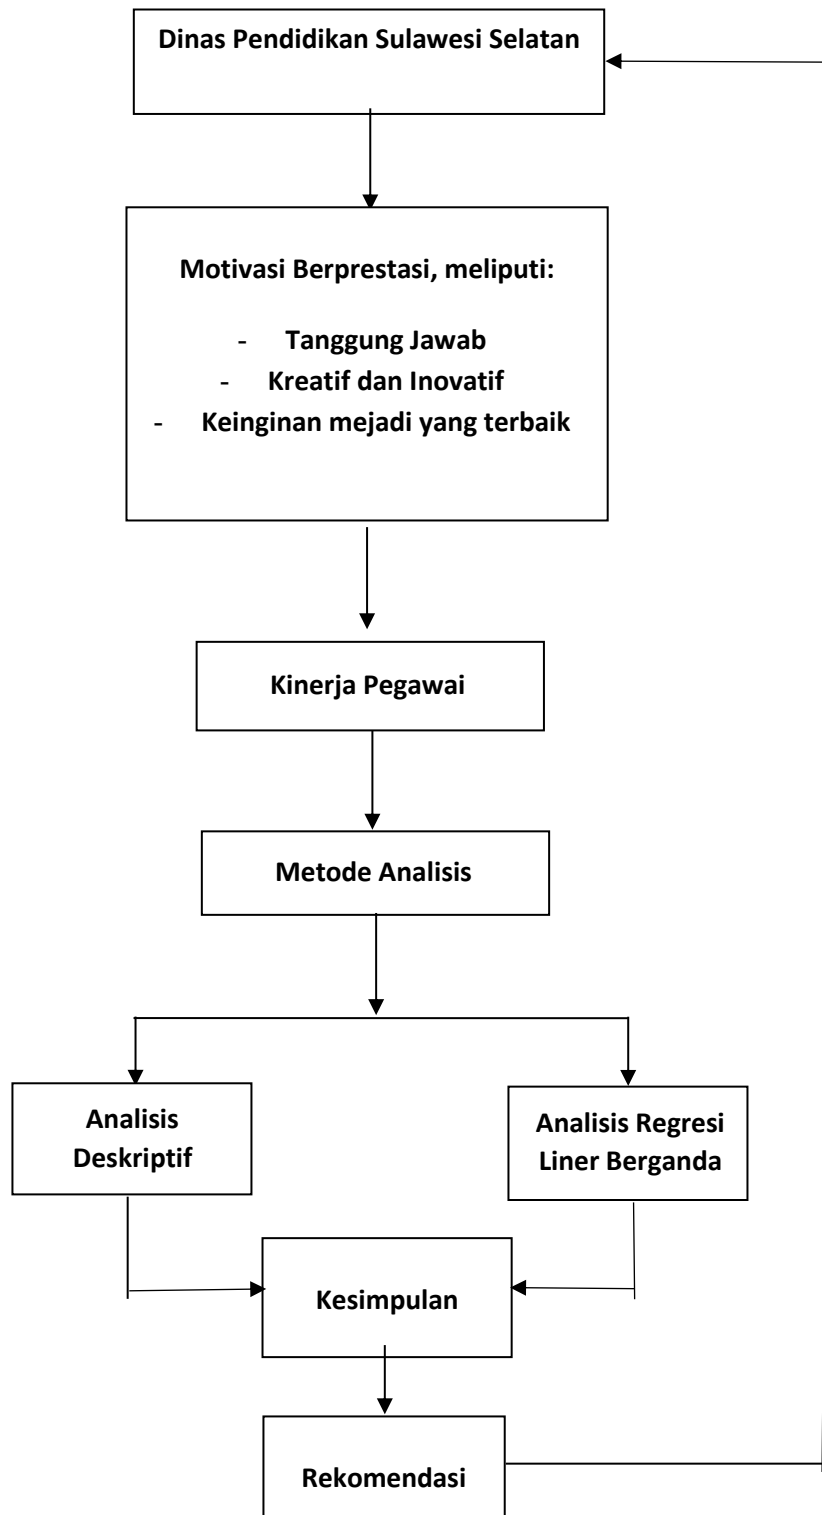 Dinas Pendidikan Sulawesi Selatan
Motivasi Berprestasi, meliputi:
- Tanggung Jawab
- Kreatif dan Inovatif
- Keinginan mejadi yang terbaik
Kinerja Pegawai
Metode Analisis
Analisis
Deskriptif
Analisis Regresi
Liner Berganda
Kesimpulan
Rekomendasi